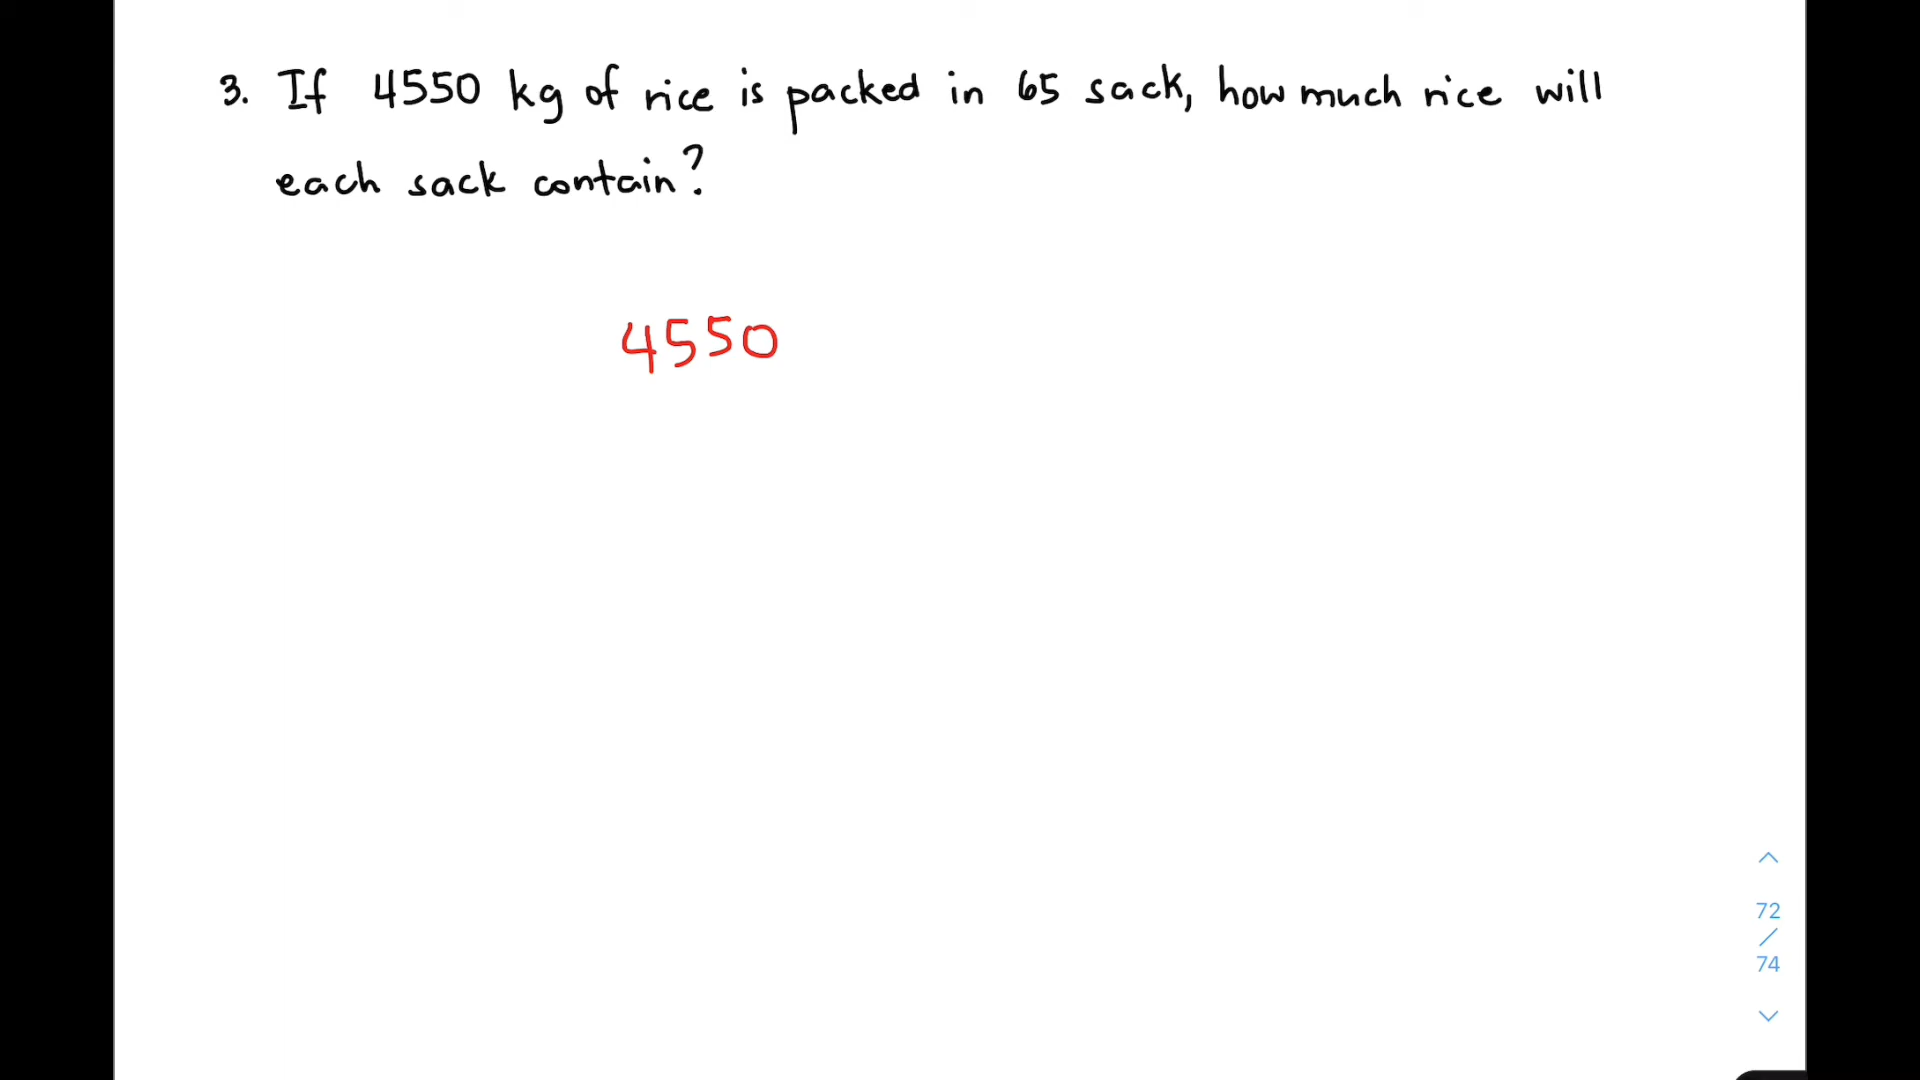 3. If 4550 kg of rice is packed in 65 sack, how much rice will
each sack contain?
4550
72
/
74